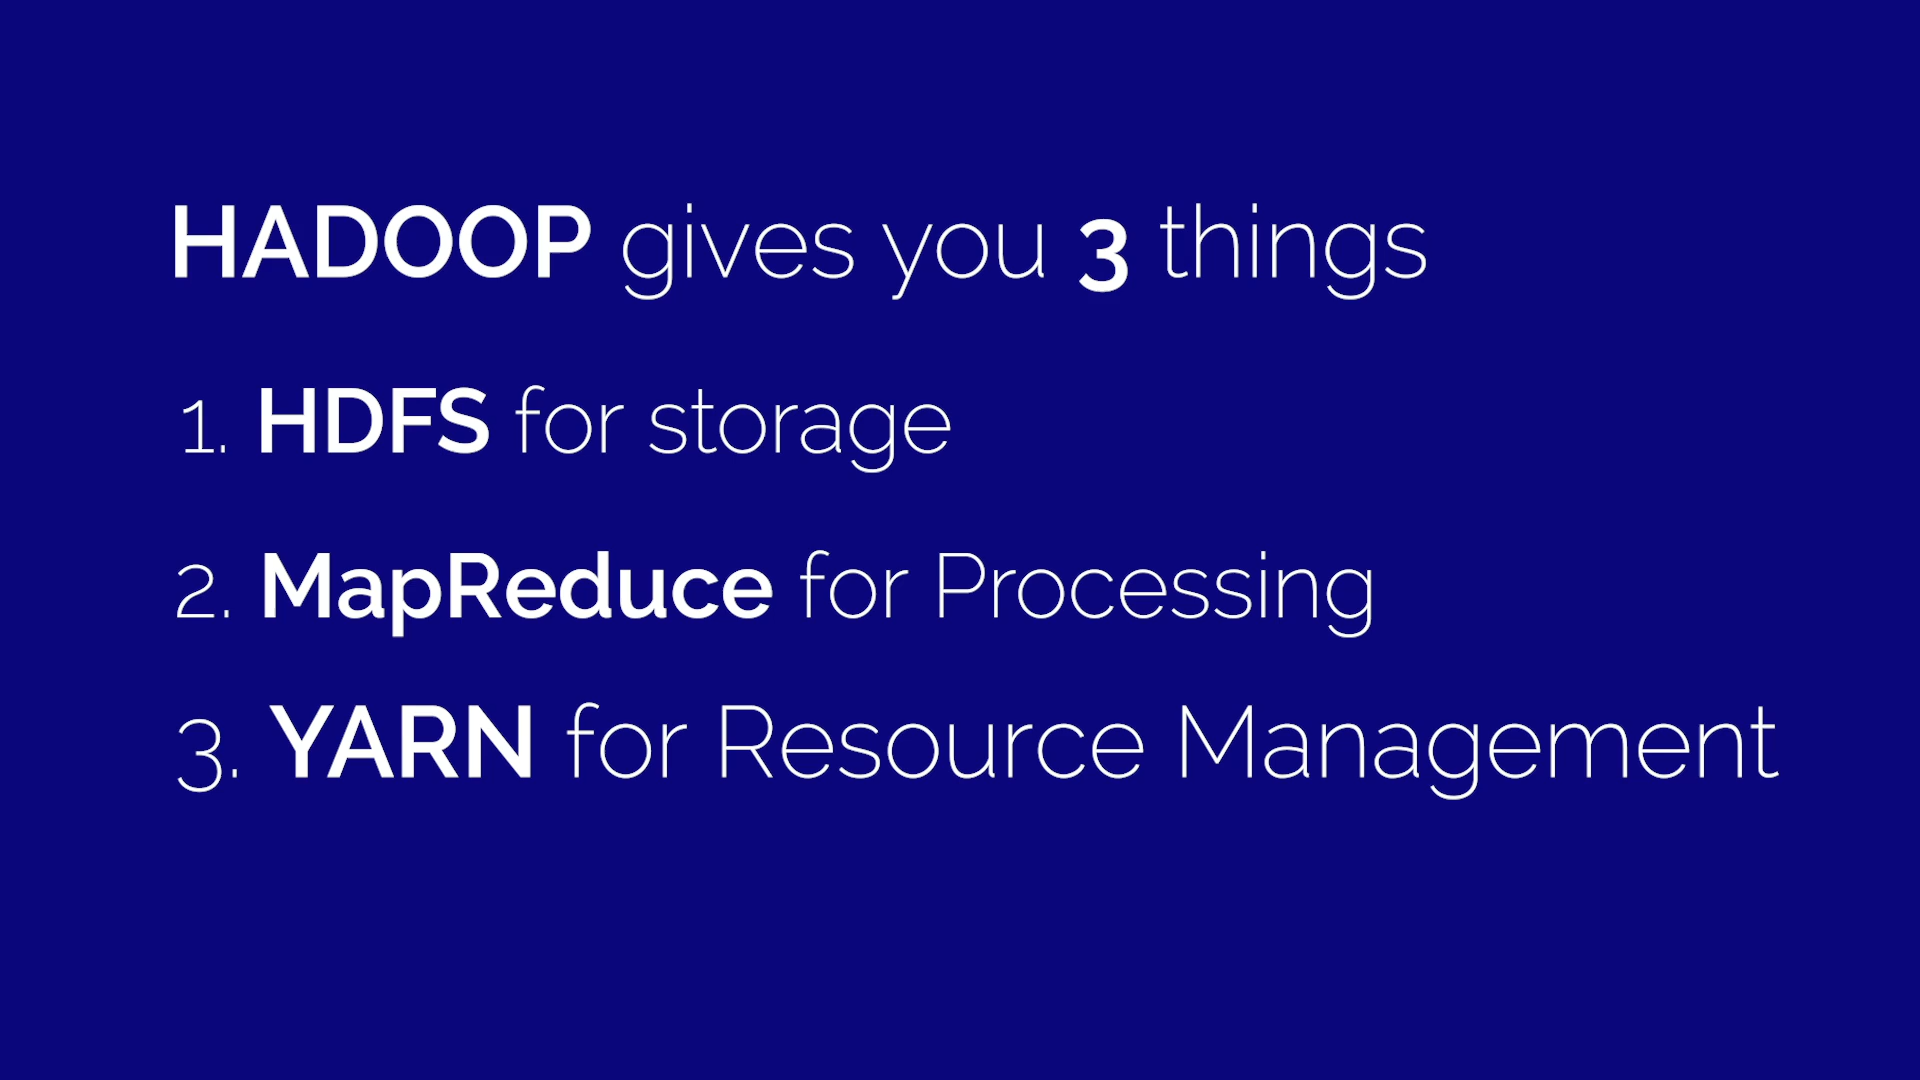 HADOOP gives you 3 things
1. HDFS for storage
2. MapReduce for Processing
3. YARN for Resource Management